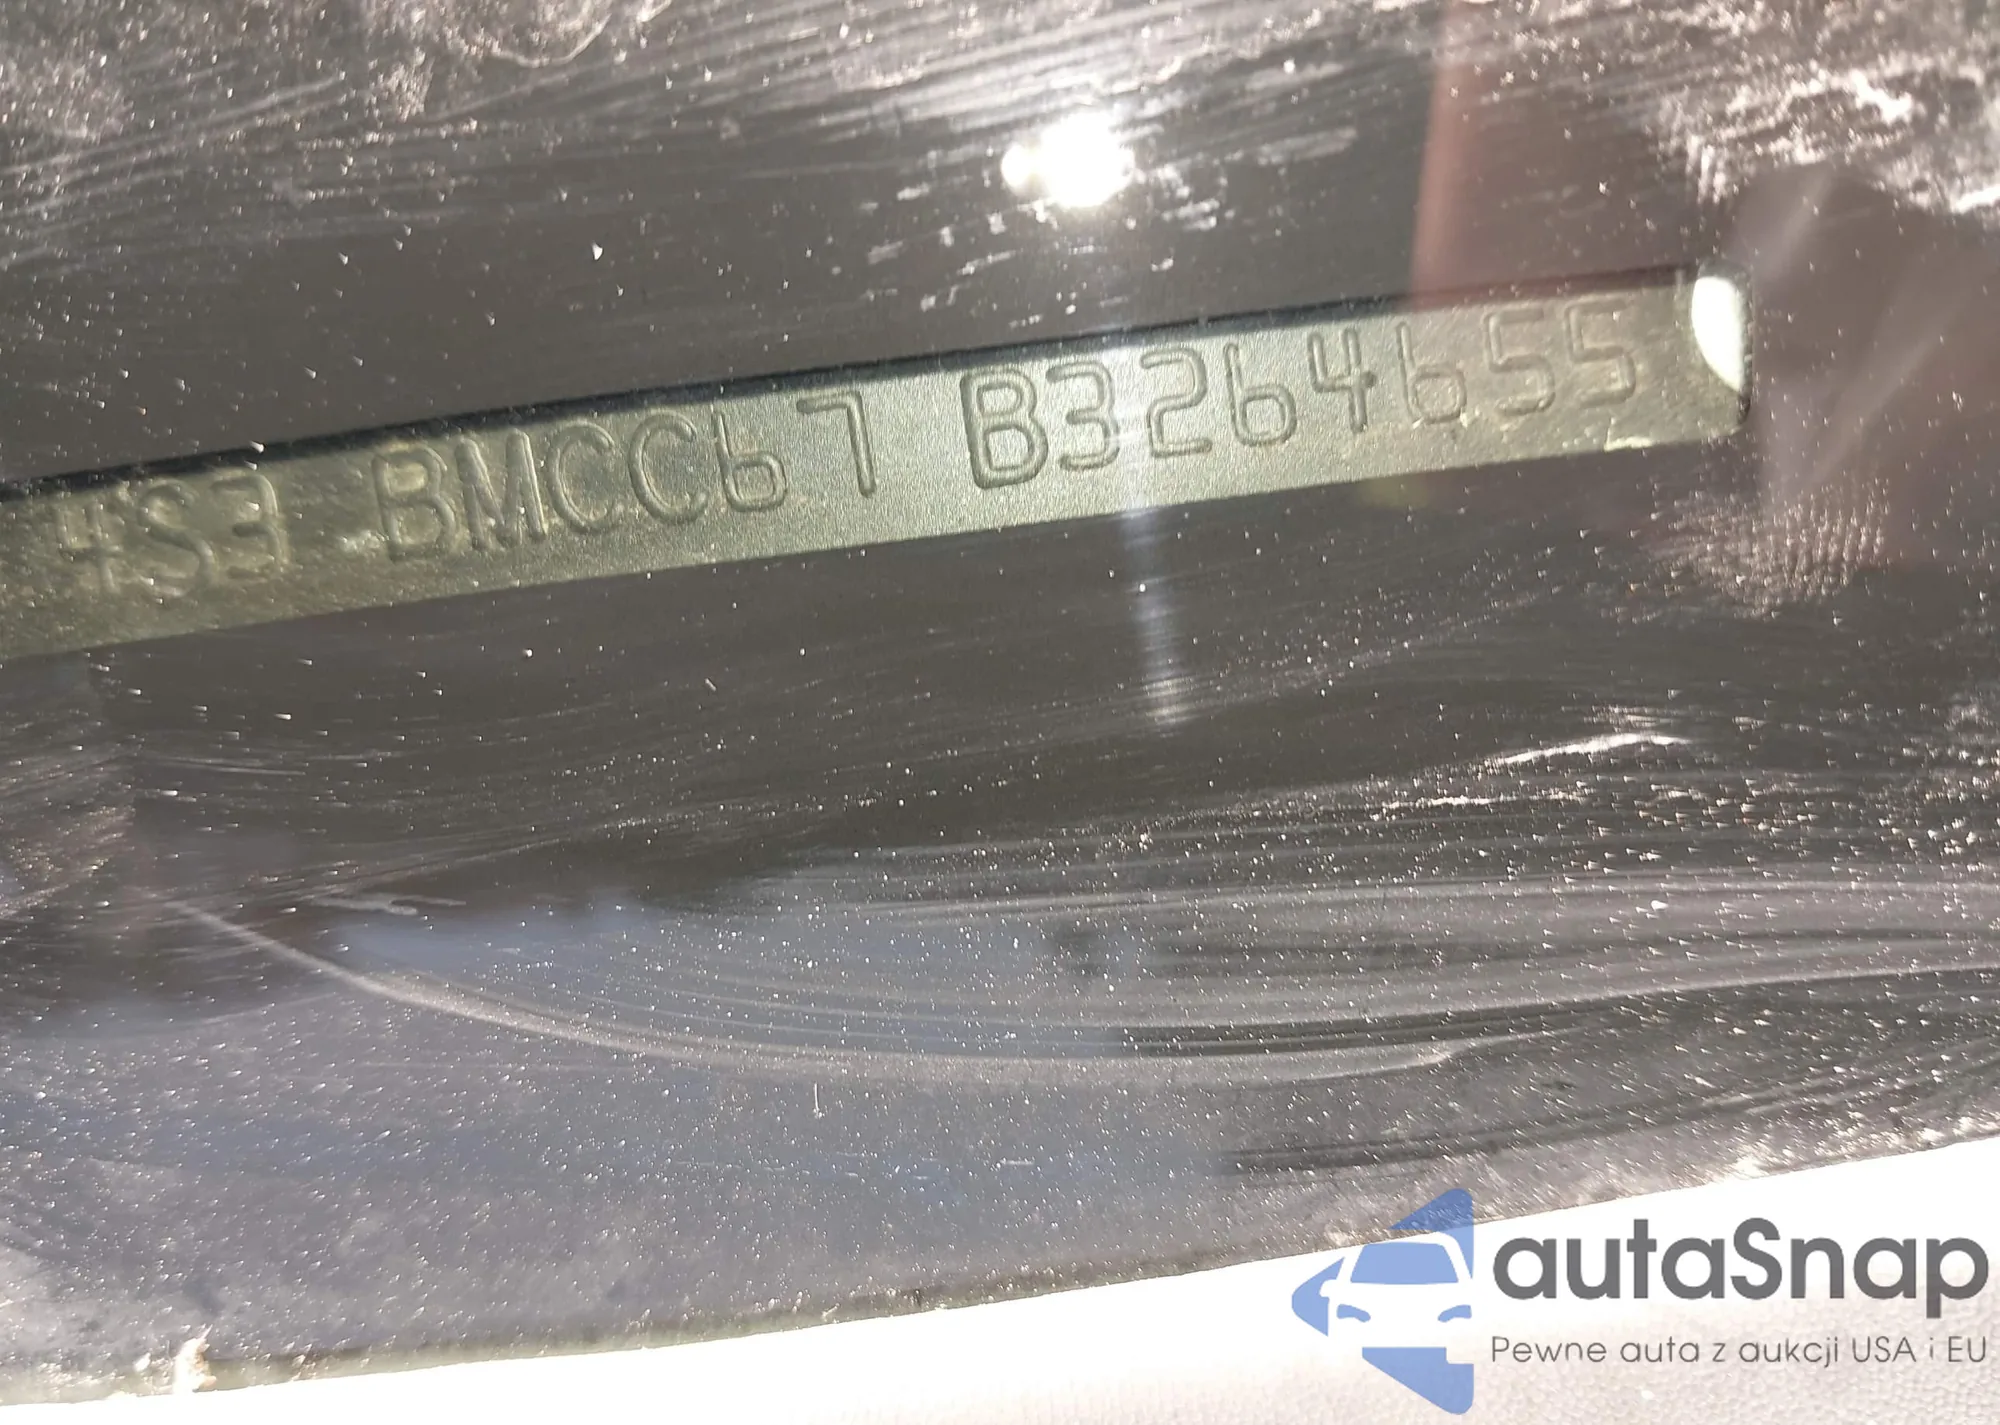 4S3 BMCC67 B3264655
autaSnap
Pewne auta z aukcji USA i EU